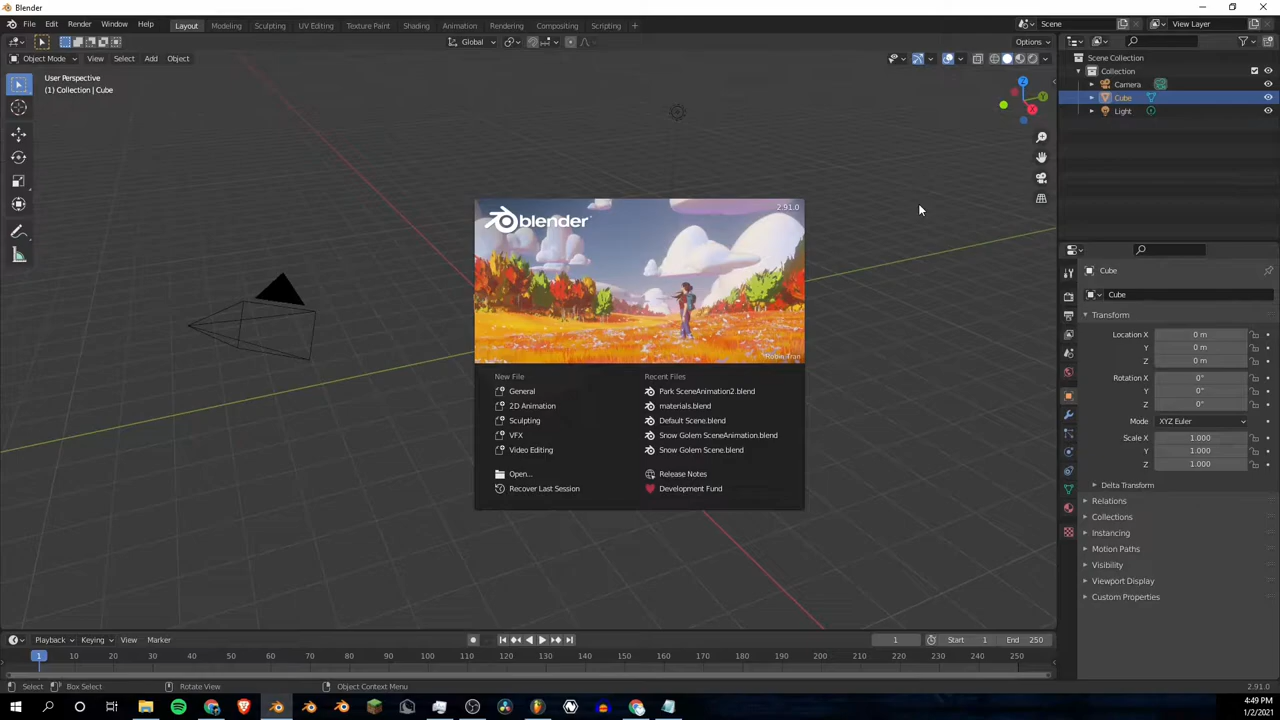 Blender
File Edit Render Window Help Layout Modeling Sculpting UV Editing Texture Paint Shading Animation Rendering Compositing Scripting + Scene View Layer
Global Options
Object Mode View Select Add Object
User Perspective
(1) Collection | Cube
Scene Collection
Collection
Camera
Cube
Light
Z
Y
X
blender
2.91.0
Robin Tran
New File Recent Files
General Park SceneAnimation2.blend
2D Animation materials.blend
Sculpting Default Scene.blend
VFX Snow Golem SceneAnimation.blend
Video Editing Snow Golem Scene.blend
Open... Release Notes
Recover Last Session Development Fund
Cube
Cube
Transform
Location X 0 m
Y 0 m
Z 0 m
Rotation X 0°
Y 0°
Z 0°
Mode XYZ Euler
Scale X 1.000
Y 1.000
Z 1.000
Delta Transform
Relations
Collections
Instancing
Motion Paths
Visibility
Viewport Display
Custom Properties
Playback Keying View Marker 1 Start 1 End 250
1 10 20 30 40 50 60 70 80 90 100 110 120 130 140 150 160 170 180 190 200 210 220 230 240 250
Select Box Select Rotate View Object Context Menu 2.91.0
4:49 PM
1/2/2021